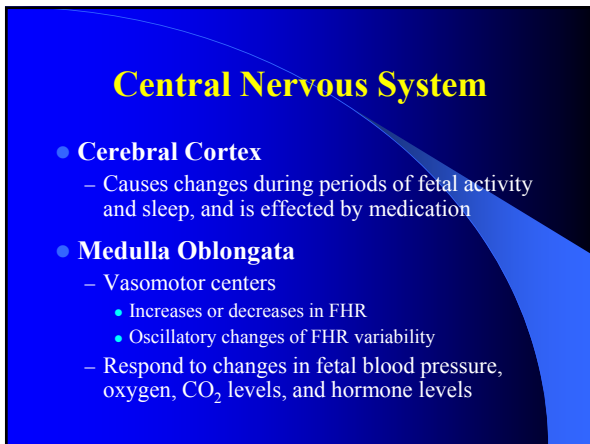 Central Nervous System
● Cerebral Cortex
– Causes changes during periods of fetal activity
and sleep, and is effected by medication
● Medulla Oblongata
– Vasomotor centers
● Increases or decreases in FHR
● Oscillatory changes of FHR variability
– Respond to changes in fetal blood pressure,
oxygen, CO₂ levels, and hormone levels